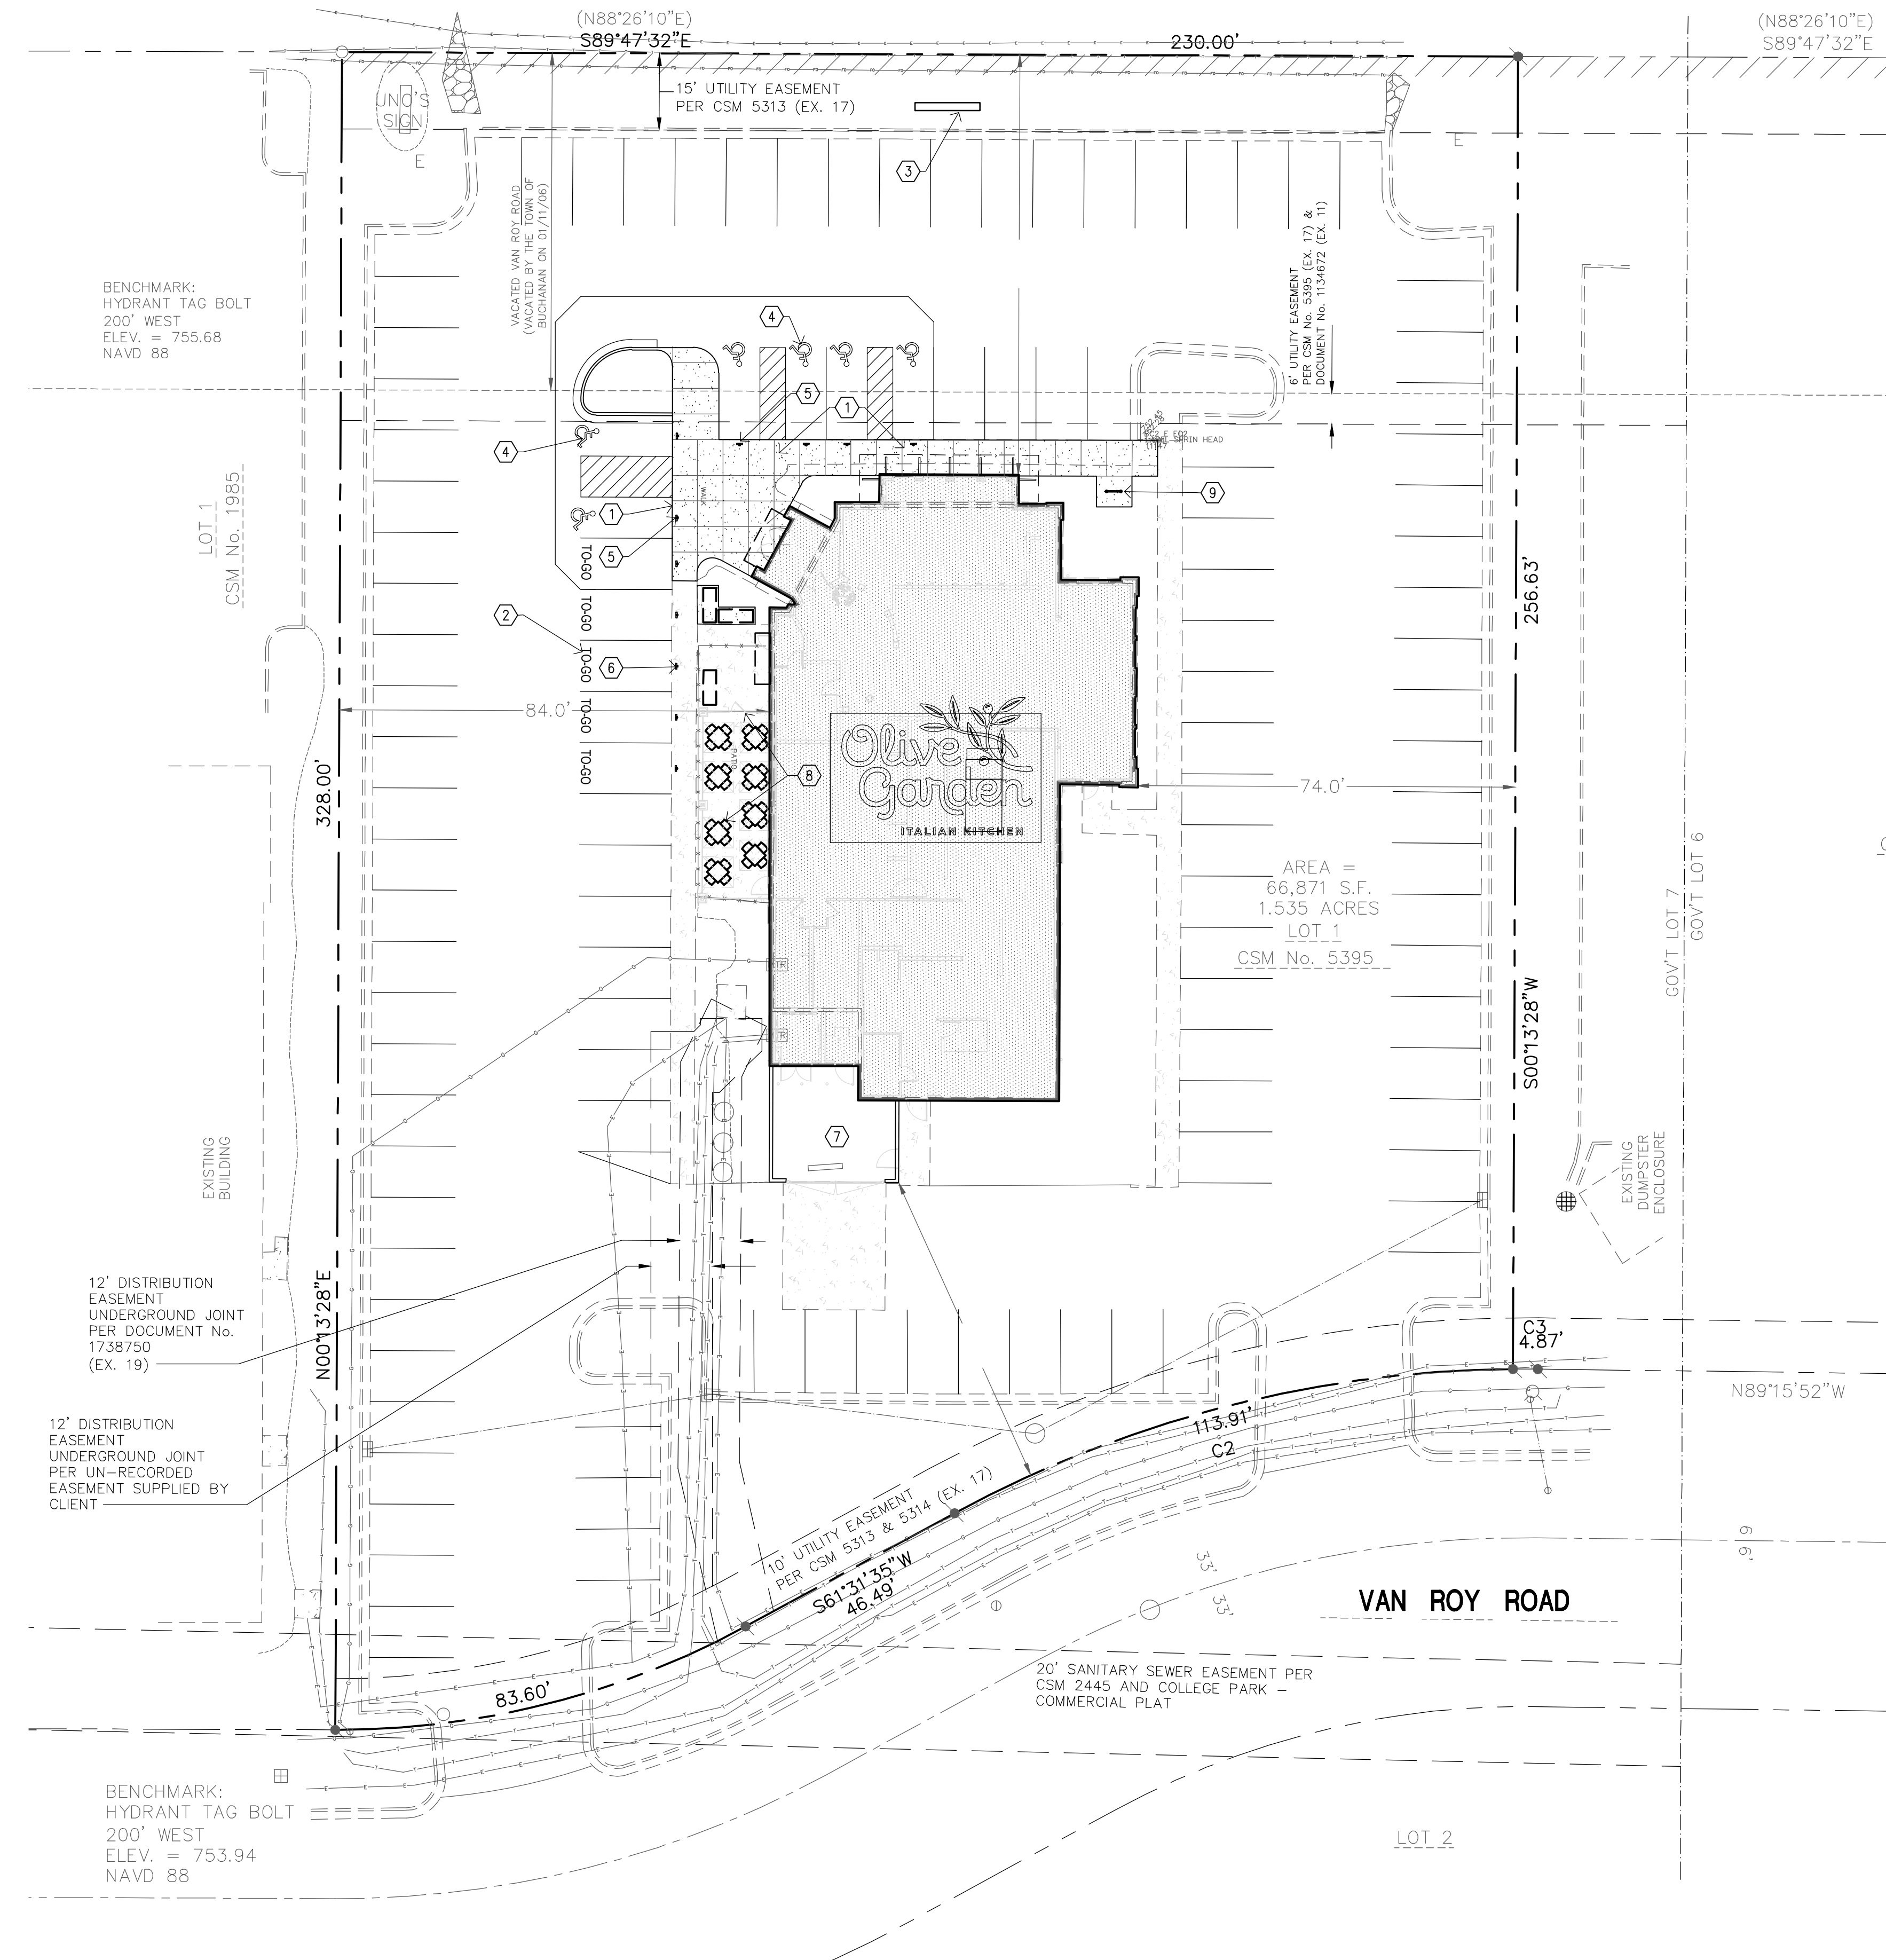 (N88°26'10"E)
S89°47'32"E
230.00'
(N88°26'10"E)
S89°47'32"E
UNO'S
SIGN
E
15' UTILITY EASEMENT
PER CSM 5313 (EX. 17)
3
E
VACATED VAN ROY ROAD
(VACATED BY THE TOWN OF
BUCHANAN ON 01/11/06)
6' UTILITY EASEMENT
PER CSM No. 5395 (EX. 17) &
DOCUMENT No. 1134672 (EX. 11)
BENCHMARK:
HYDRANT TAG BOLT
200' WEST
ELEV. = 755.68
NAVD 88
4
5
1
4
9
1
5
WALK
LOT 1
CSM No. 1985
TO-GO
TO-GO
TO-GO
TO-GO
TO-GO
2
6
256.63'
84.0'
PATIO
8
Olive
Garden
ITALIAN KITCHEN
74.0'
328.00'
AREA =
66,871 S.F.
1.535 ACRES
LOT 1
CSM No. 5395
GOV'T LOT 7
GOV'T LOT 6
TR
TR
S00°13'28"W
7
EXISTING
BUILDING
EXISTING
DUMPSTER
ENCLOSURE
N00°13'28"E
12' DISTRIBUTION
EASEMENT
UNDERGROUND JOINT
PER DOCUMENT No.
1738750
(EX. 19)
C3
4.87'
N89°15'52"W
113.91'
C2
12' DISTRIBUTION
EASEMENT
UNDERGROUND JOINT
PER UN-RECORDED
EASEMENT SUPPLIED BY
CLIENT
10' UTILITY EASEMENT
PER CSM 5313 & 5314 (EX. 17)
S61°31'35"W
46.49'
33'
33'
66'
VAN ROY ROAD
83.60'
20' SANITARY SEWER EASEMENT PER
CSM 2445 AND COLLEGE PARK -
COMMERCIAL PLAT
BENCHMARK:
HYDRANT TAG BOLT
200' WEST
ELEV. = 753.94
NAVD 88
LOT 2